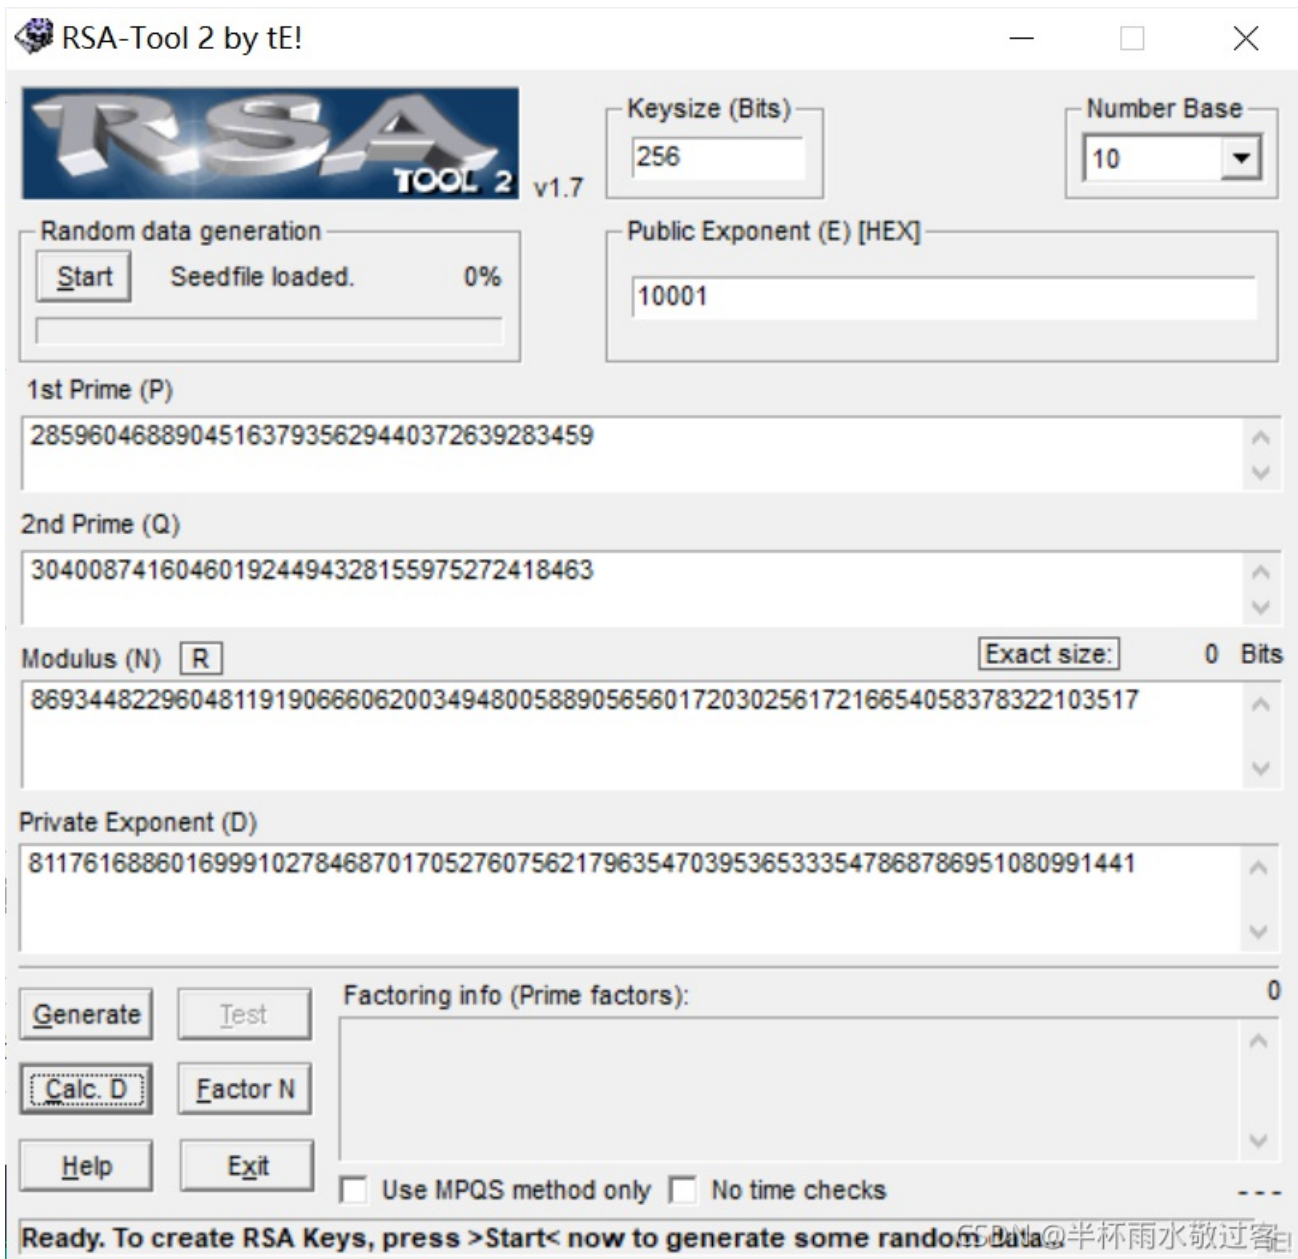 RSA-Tool 2 by tE!
RSA
TOOL 2
v1.7
Keysize (Bits)
256
Number Base
10
Random data generation
Start
Seedfile loaded.
0%
Public Exponent (E) [HEX]
10001
1st Prime (P)
285960468890451637935629440372639283459
2nd Prime (Q)
304008741604601924494328155975272418463
Modulus (N)
R
Exact size:
0 Bits
86934482296048119190666062003494800588905656017203025617216654058378322103517
Private Exponent (D)
81176168860169991027846870170527607562179635470395365333547868786951080991441
Generate
Test
Factoring info (Prime factors):
0
Calc. D
Factor N
Help
Exit
Use MPQS method only
No time checks
---
Ready. To create RSA Keys, press >Start< now to generate some random data...
CSDN @半杯雨水敬过客